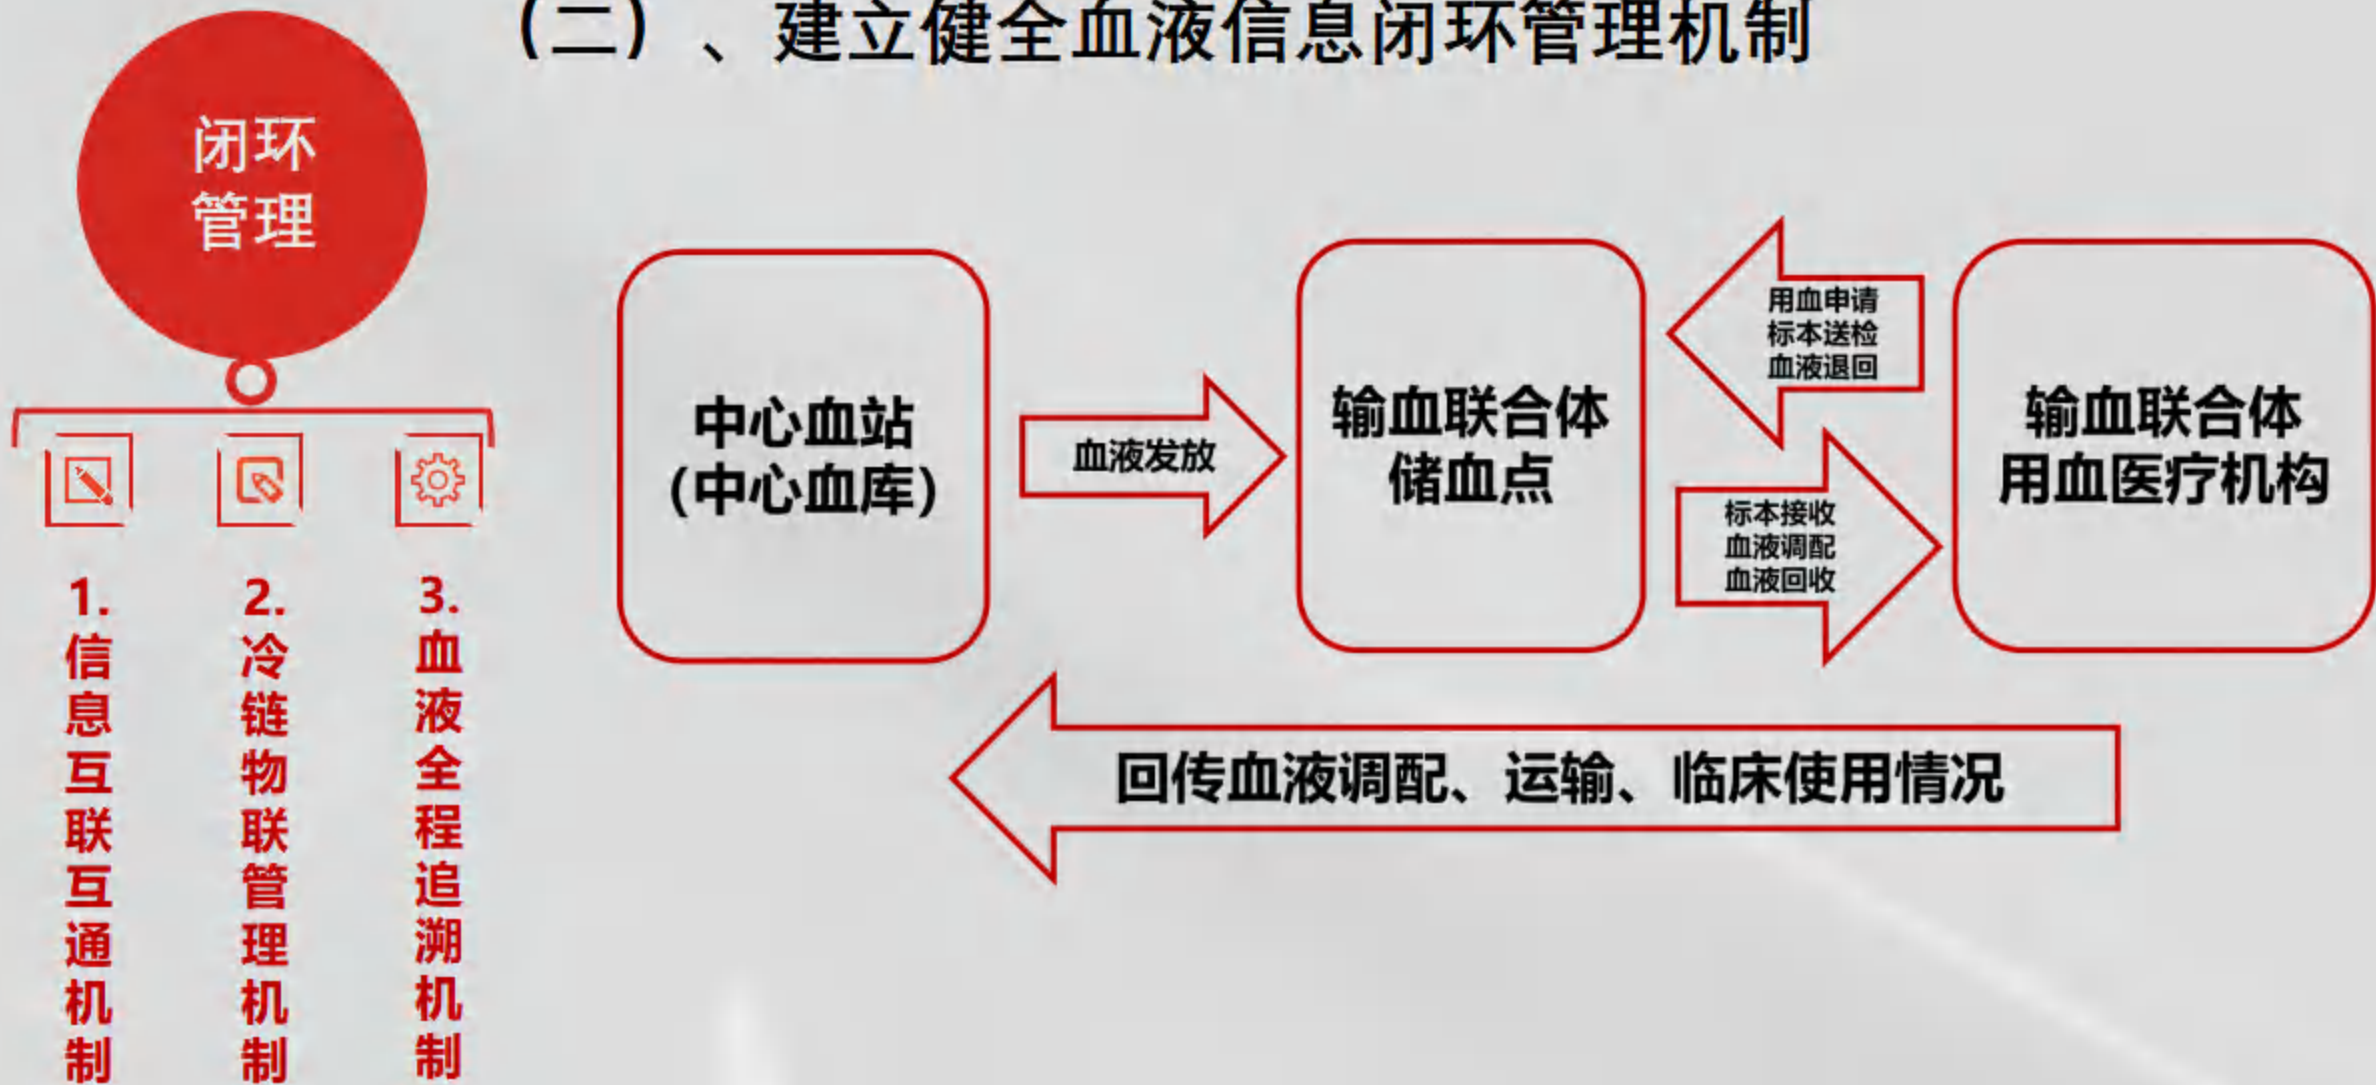 （二）、建立健全血液信息闭环管理机制
闭环
管理
1.
信息互联互通机制
2.
冷链物联管理机制
3.
血液全程追溯机制
中心血站
(中心血库)
血液发放
输血联合体
储血点
用血申请
标本送检
血液退回
标本接收
血液调配
血液回收
输血联合体
用血医疗机构
回传血液调配、运输、临床使用情况